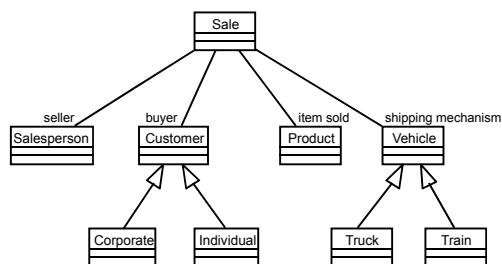 Sale
seller
buyer
item sold
shipping mechanism
Salesperson
Customer
Product
Vehicle
Corporate
Individual
Truck
Train